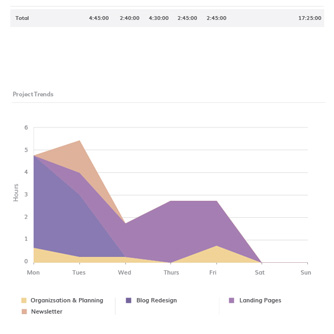 Total 4:45:00 2:40:00 4:30:00 2:45:00 2:45:00 17:25:00
Project Trends
6
5
4
3
2
1
0
Hours
Mon Tues Wed Thurs Fri Sat Sun
Organization & Planning Blog Redesign Landing Pages
Newsletter